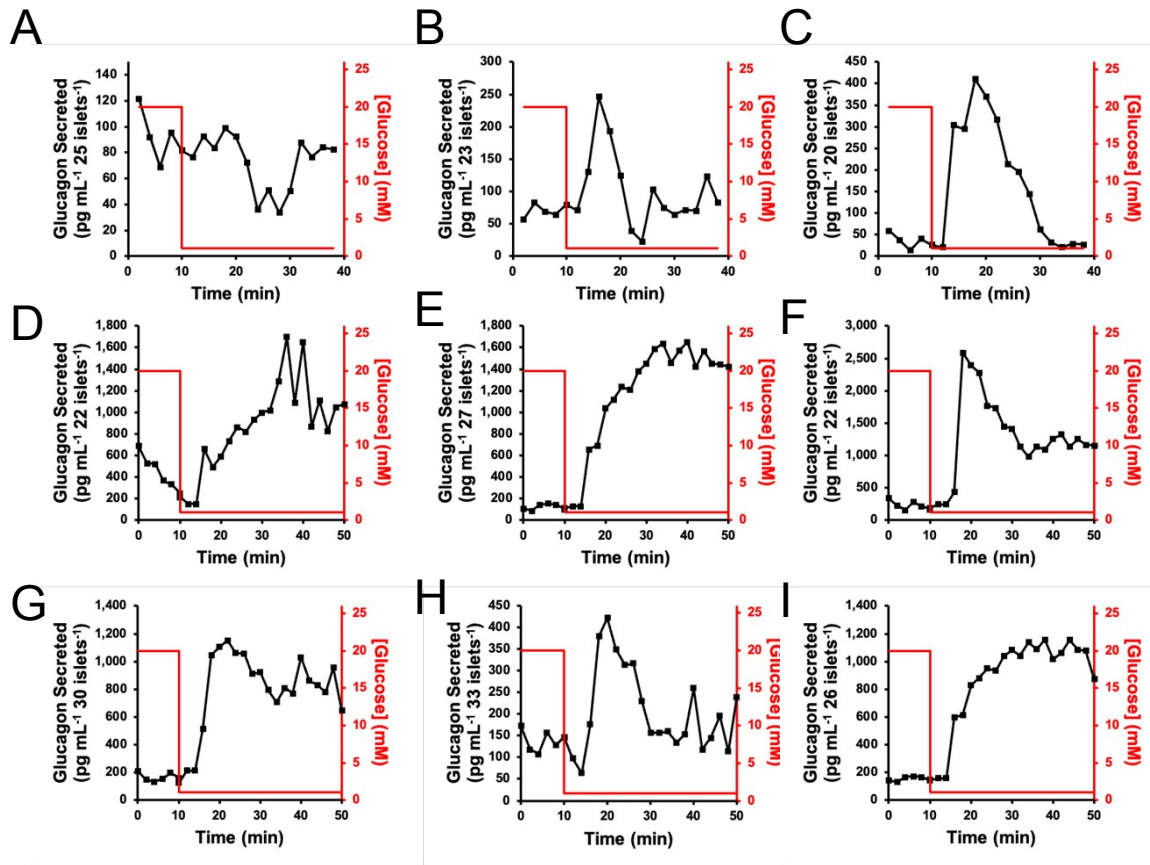 A
Glucagon Secreted
(pg mL⁻¹ 25 islets⁻¹)
140
120
100
80
60
40
20
0
0 10 20 30 40
Time (min)
25
20
15
10
5
0
[Glucose] (mM)
B
Glucagon Secreted
(pg mL⁻¹ 23 islets⁻¹)
300
250
200
150
100
50
0
0 10 20 30 40
Time (min)
25
20
15
10
5
0
[Glucose] (mM)
C
Glucagon Secreted
(pg mL⁻¹ 20 islets⁻¹)
450
400
350
300
250
200
150
100
50
0
0 10 20 30 40
Time (min)
25
20
15
10
5
0
[Glucose] (mM)
D
Glucagon Secreted
(pg mL⁻¹ 22 islets⁻¹)
1,800
1,600
1,400
1,200
1,000
800
600
400
200
0
0 10 20 30 40 50
Time (min)
25
20
15
10
5
0
[Glucose] (mM)
E
Glucagon Secreted
(pg mL⁻¹ 27 islets⁻¹)
1,800
1,600
1,400
1,200
1,000
800
600
400
200
0
0 10 20 30 40 50
Time (min)
25
20
15
10
5
0
[Glucose] (mM)
F
Glucagon Secreted
(pg mL⁻¹ 22 islets⁻¹)
3,000
2,500
2,000
1,500
1,000
500
0
0 10 20 30 40 50
Time (min)
25
20
15
10
5
0
[Glucose] (mM)
G
Glucagon Secreted
(pg mL⁻¹ 30 islets⁻¹)
1,400
1,200
1,000
800
600
400
200
0
0 10 20 30 40 50
Time (min)
25
20
15
10
5
0
[Glucose] (mM)
H
Glucagon Secreted
(pg mL⁻¹ 33 islets⁻¹)
450
400
350
300
250
200
150
100
50
0
0 10 20 30 40 50
Time (min)
25
20
15
10
5
0
[Glucose] (mM)
I
Glucagon Secreted
(pg mL⁻¹ 26 islets⁻¹)
1,400
1,200
1,000
800
600
400
200
0
0 10 20 30 40 50
Time (min)
25
20
15
10
5
0
[Glucose] (mM)